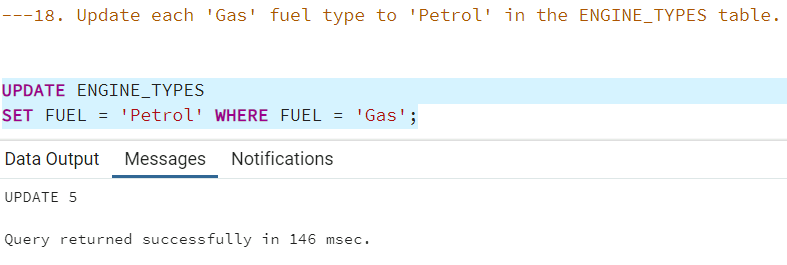 ---18. Update each 'Gas' fuel type to 'Petrol' in the ENGINE_TYPES table.
UPDATE ENGINE_TYPES
SET FUEL = 'Petrol' WHERE FUEL = 'Gas';
Data Output Messages Notifications
UPDATE 5
Query returned successfully in 146 msec.